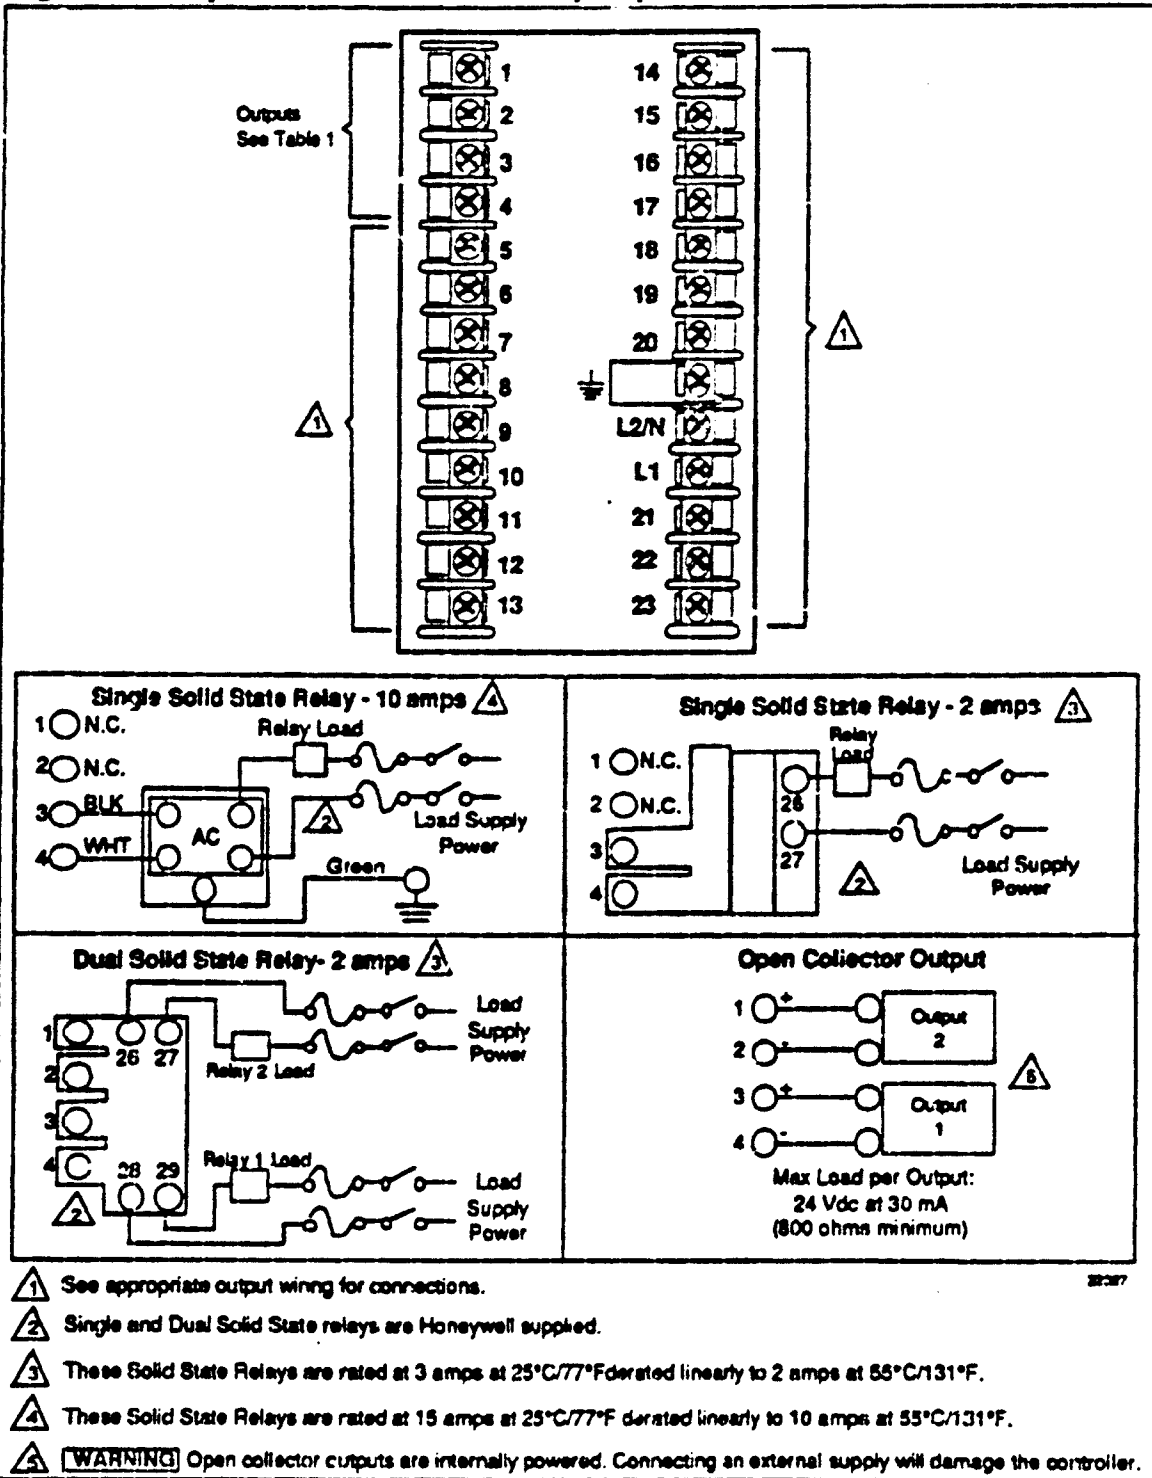 Outputs
See Table 1
1
2
3
4
5
6
7
8
9
10
11
12
13
14
15
16
17
18
19
20
L2/N
L1
21
22
23
1
1
Single Solid State Relay - 10 amps 4
1 N.C.
2 N.C.
3 BLK
4 WHT
AC
Relay Load
2
Load Supply
Power
Green
Single Solid State Relay - 2 amps 3
1 N.C.
2 N.C.
3
4
26
27
Relay
Load
2
Load Supply
Power
Dual Solid State Relay- 2 amps 3
1
2
3
4
26 27
Relay 2 Load
Load
Supply
Power
28 29
Relay 1 Load
Load
Supply
Power
2
Open Collector Output
1 +
2 -
Output
2
3 +
4 -
Output
1
5
Max Load per Output:
24 Vdc at 30 mA
(800 ohms minimum)
1 See appropriate output wiring for connections.
2 Single and Dual Solid State relays are Honeywell supplied.
3 These Solid State Relays are rated at 3 amps at 25°C/77°Fderated linearly to 2 amps at 55°C/131°F.
4 These Solid State Relays are rated at 15 amps at 25°C/77°F derated linearly to 10 amps at 55°C/131°F.
5 WARNING Open collector outputs are internally powered. Connecting an external supply will damage the controller.